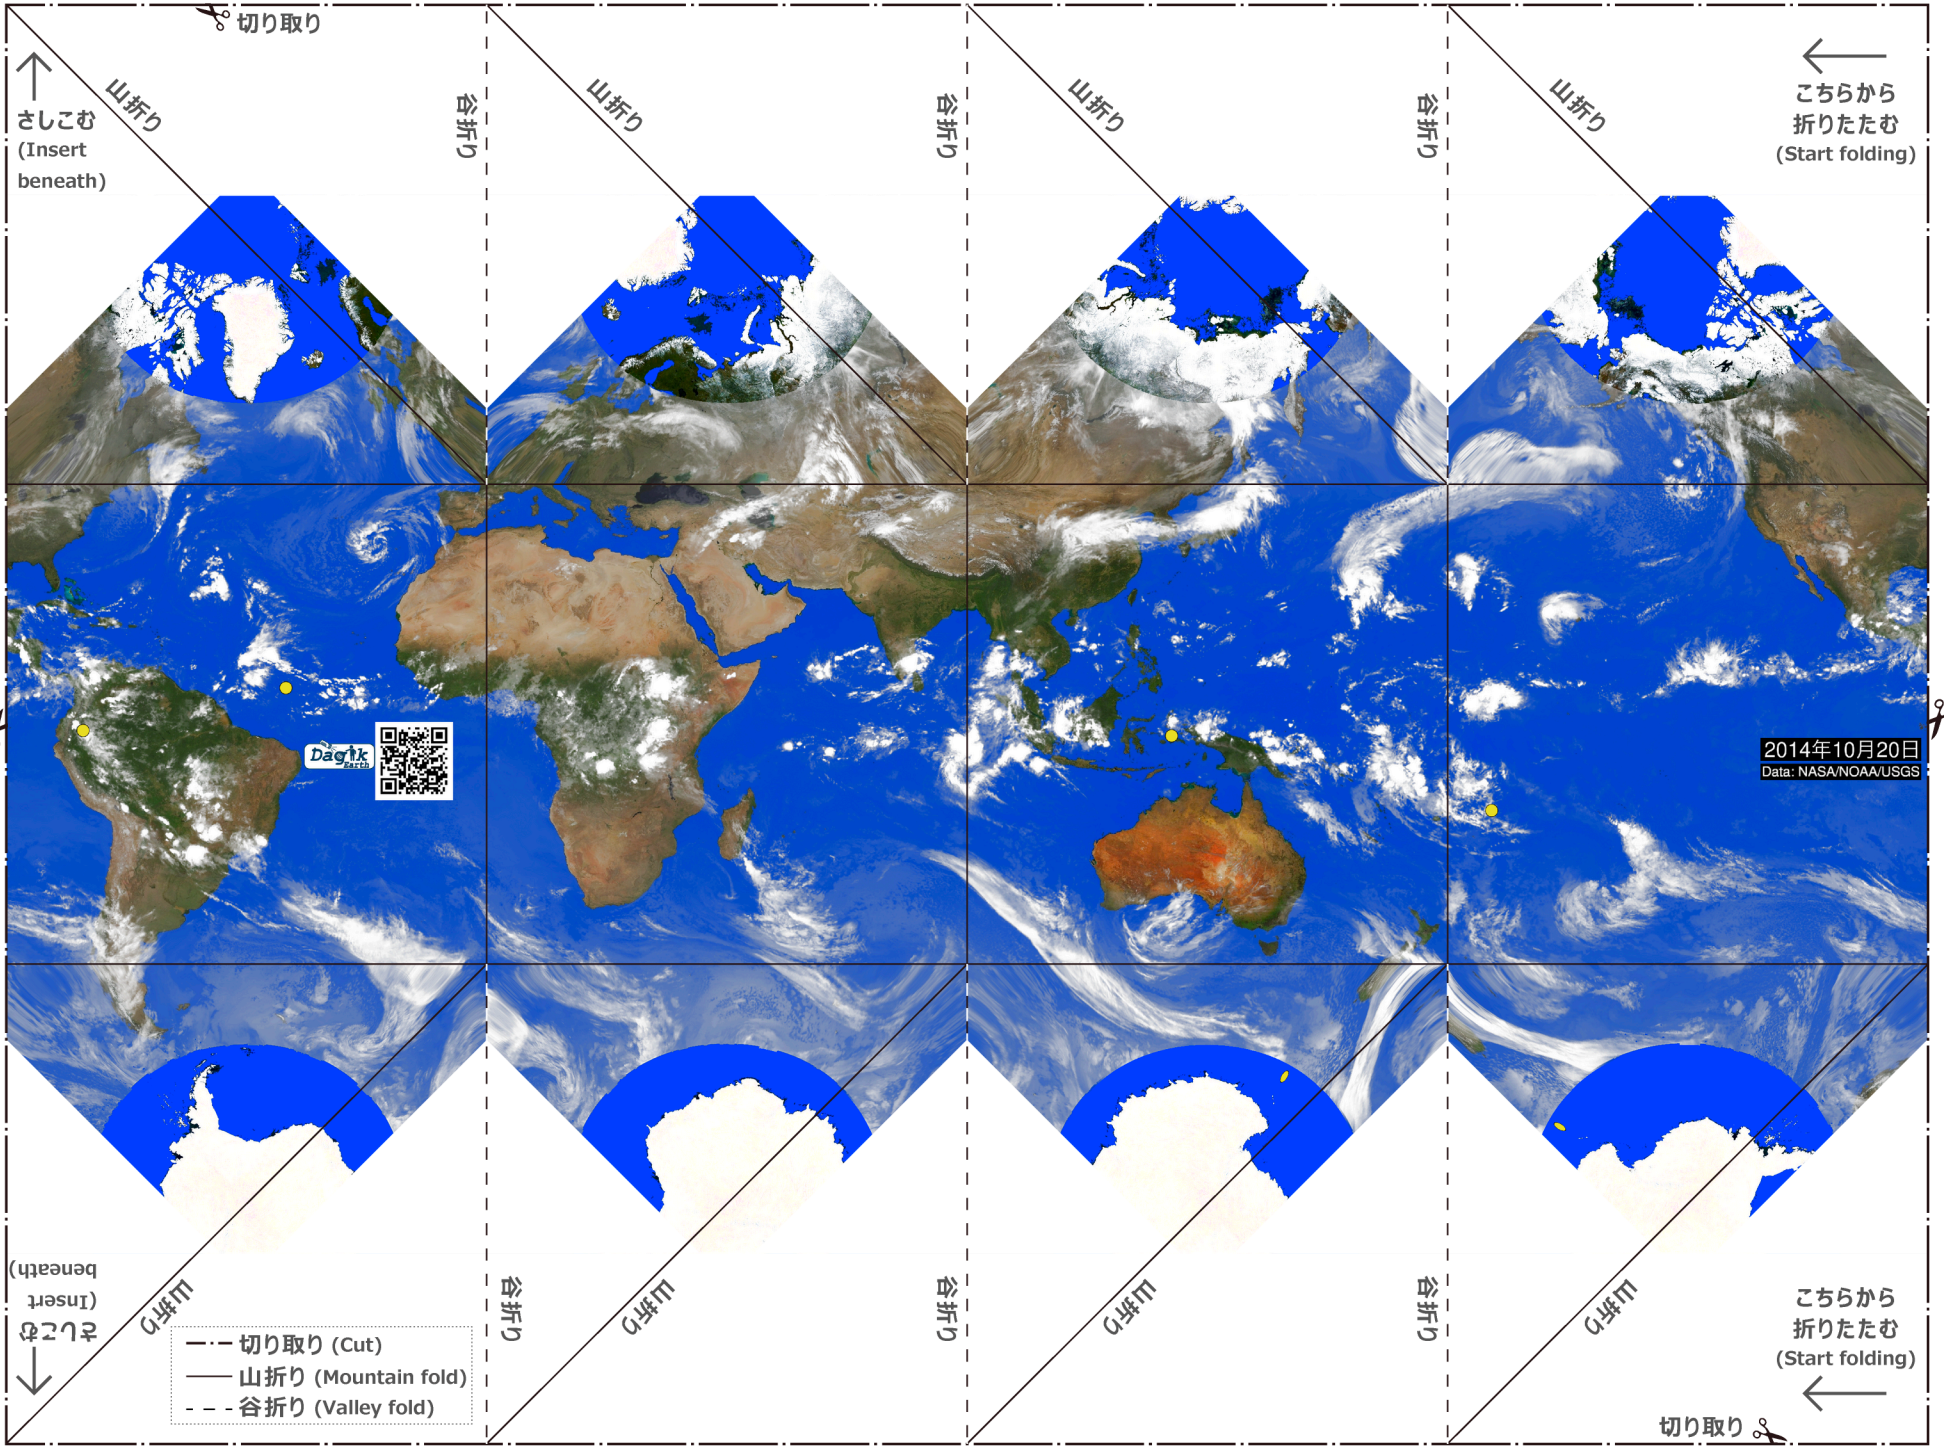 切り取り
さしこむ
(Insert
beneath)
山折り
谷折り
山折り
谷折り
山折り
谷折り
山折り
こちらから
折りたたむ
(Start folding)
Dagik
Earth
2014年10月20日
Data: NASA/NOAA/USGS
さしこむ
(Insert
beneath)
山折り
谷折り
山折り
谷折り
山折り
谷折り
山折り
切り取り (Cut)
山折り (Mountain fold)
谷折り (Valley fold)
こちらから
折りたたむ
(Start folding)
切り取り